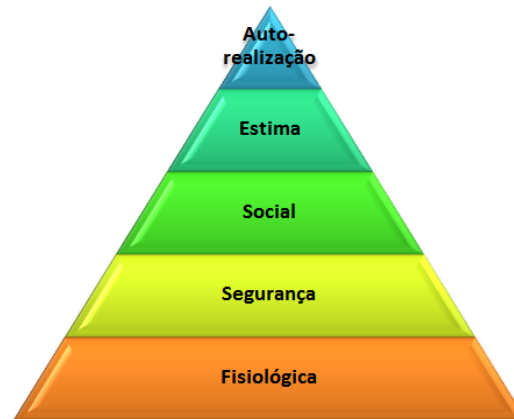 Auto-
realização
Estima
Social
Segurança
Fisiológica